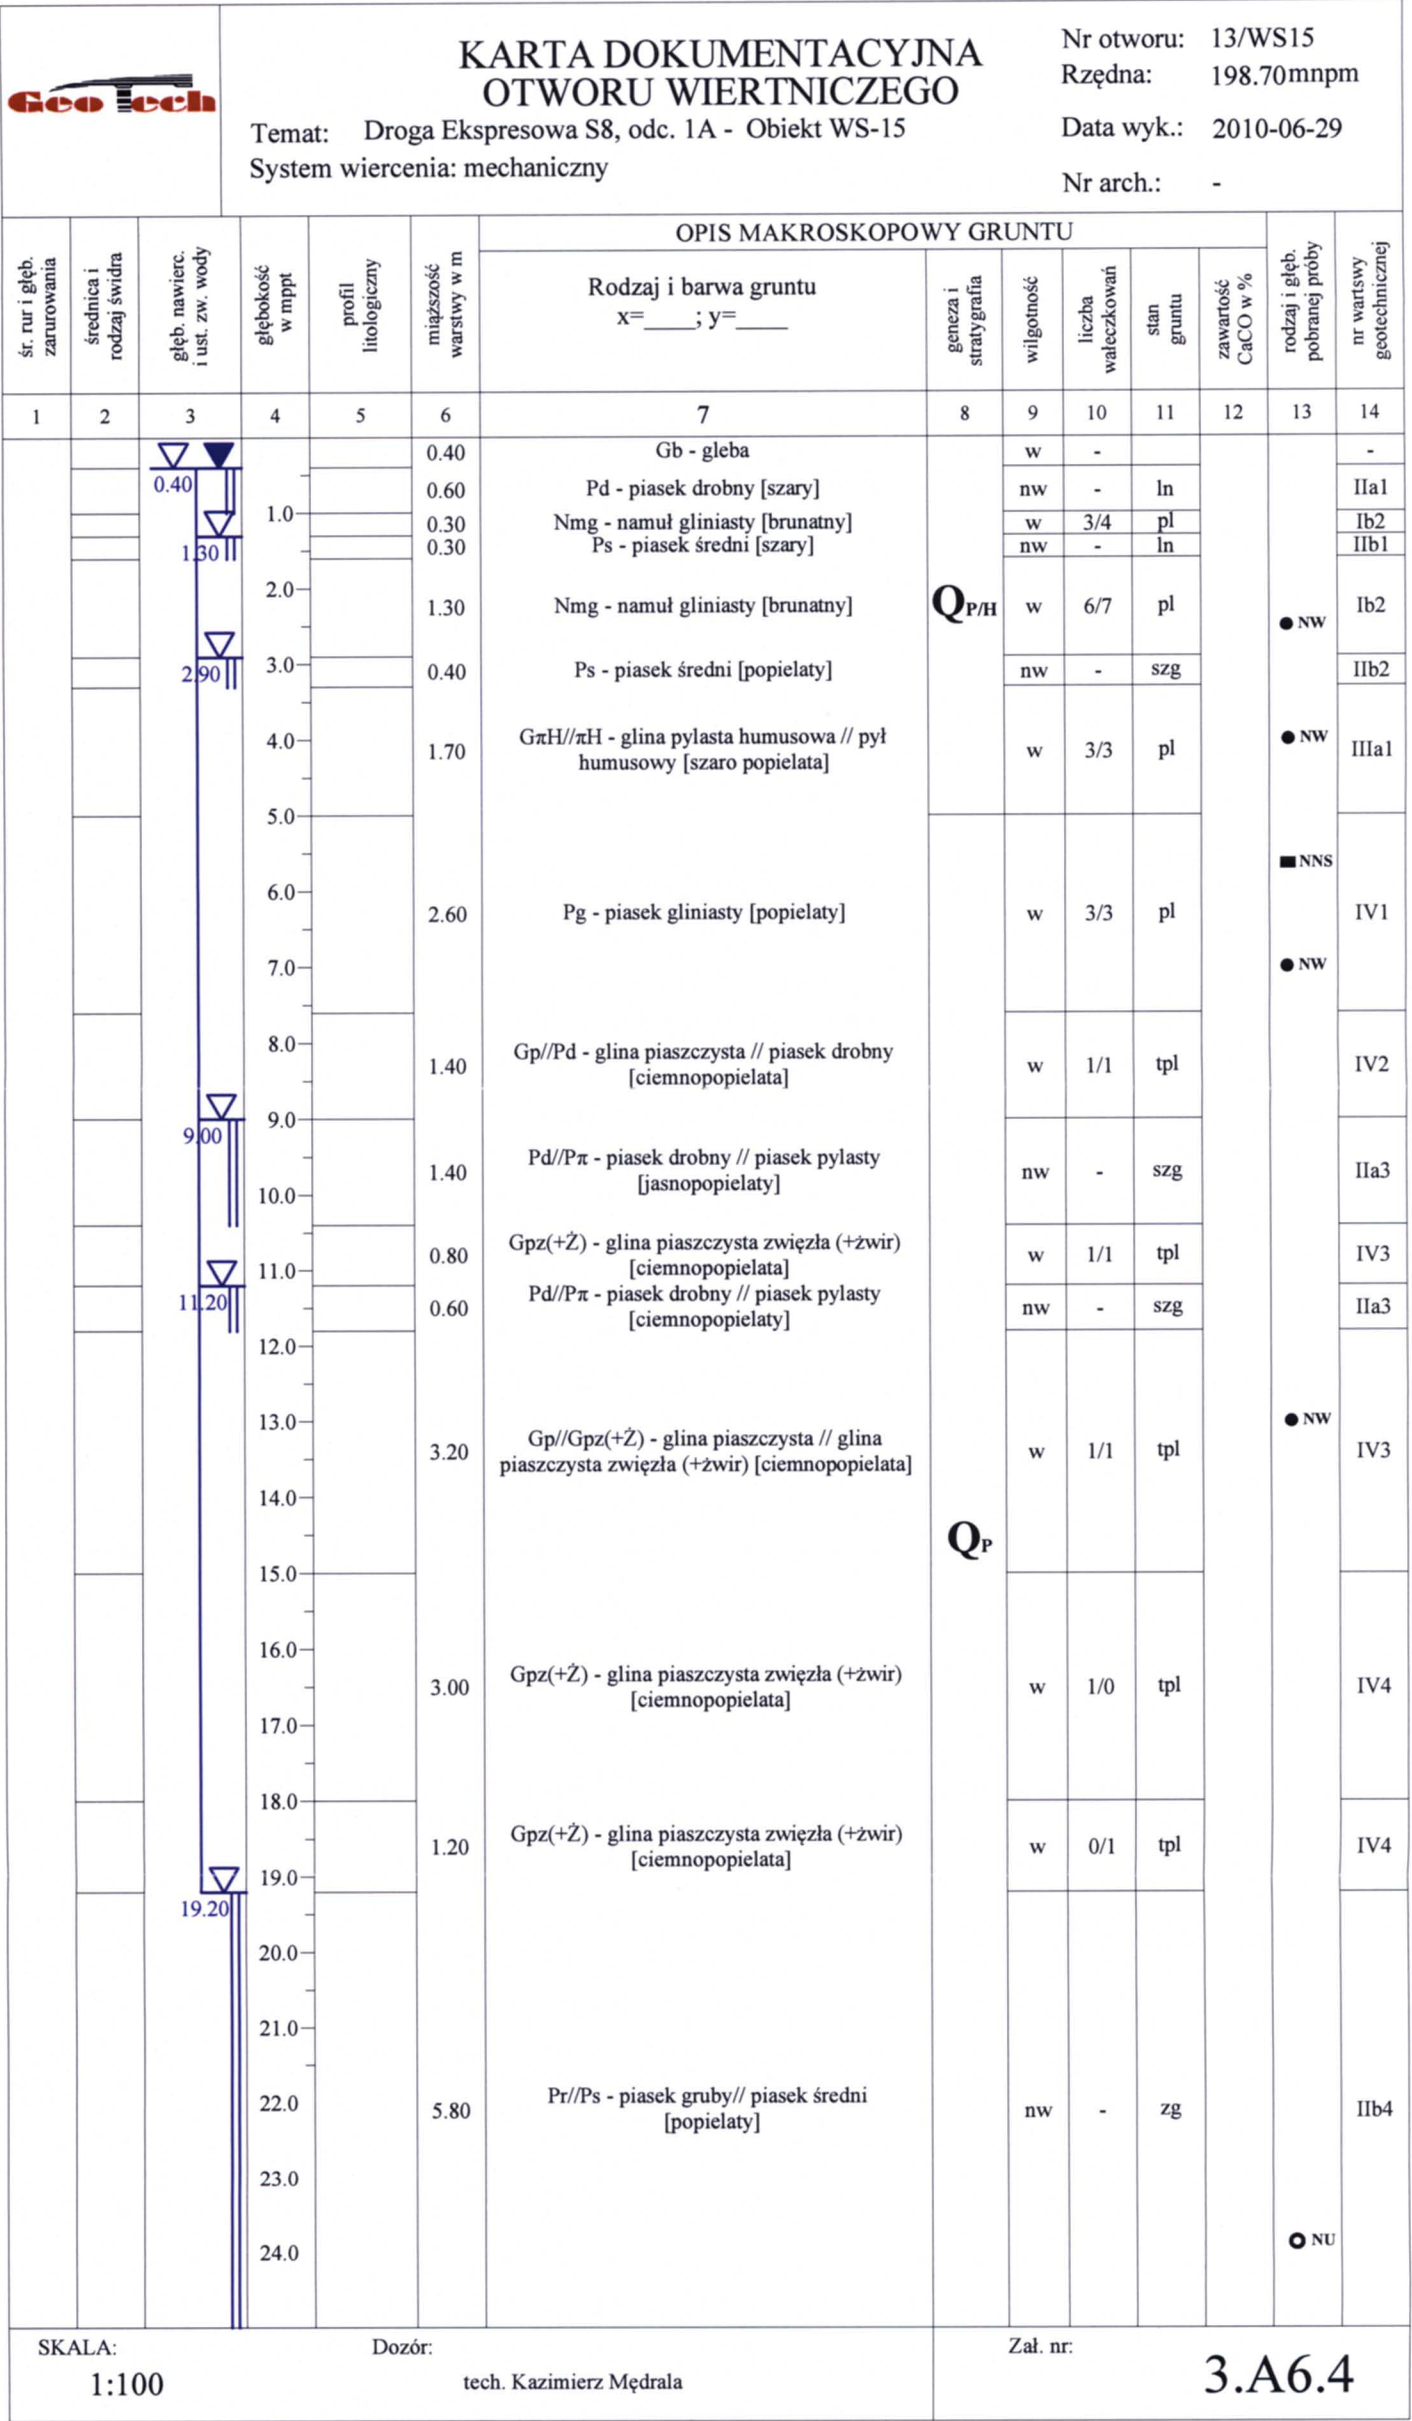 Geo Tech
KARTA DOKUMENTACYJNA
OTWORU WIERTNICZEGO
Temat: Droga Ekspresowa S8, odc. 1A - Obiekt WS-15
System wiercenia: mechaniczny
Nr otworu: 13/WS15
Rzędna: 198.70mnpm
Data wyk.: 2010-06-29
Nr arch.: -
OPIS MAKROSKOPOWY GRUNTU
śr. rur i głęb.
zarurowania
średnica i
rodzaj świdra
głęb. nawierc.
i ust. zw. wody
głębokość
w mppt
profil
litologiczny
miąższość
warstwy w m
Rodzaj i barwa gruntu
x=____; y=____
geneza i
stratygrafia
wilgotność
liczba
wałeczkowań
stan
gruntu
zawartość
CaCO w %
rodzaj i głęb.
pobranej próby
nr wartswy
geotechnicznej
1 2 3 4 5 6 7 8 9 10 11 12 13 14
0.40 Gb - gleba w - -
0.40 0.60 Pd - piasek drobny [szary] nw - ln IIa1
1.0
0.30 Nmg - namuł gliniasty [brunatny] w 3/4 pl Ib2
1.30 0.30 Ps - piasek średni [szary] nw - ln IIb1
2.0
1.30 Nmg - namuł gliniasty [brunatny] QP/H w 6/7 pl Ib2
NW
3.0
2.90 0.40 Ps - piasek średni [popielaty] nw - szg IIb2
4.0 1.70 GπH//πH - glina pylasta humusowa // pył
humusowy [szaro popielata] w 3/3 pl NW IIIa1
5.0
NNS
6.0
2.60 Pg - piasek gliniasty [popielaty] w 3/3 pl IV1
7.0 NW
8.0
1.40 Gp//Pd - glina piaszczysta // piasek drobny
[ciemnopopielata] w 1/1 tpl IV2
9.0
9.00
1.40 Pd//Pπ - piasek drobny // piasek pylasty
[jasnopopielaty] nw - szg IIa3
10.0
0.80 Gpz(+Ż) - glina piaszczysta zwięzła (+żwir)
[ciemnopopielata] w 1/1 tpl IV3
11.0
11.20 0.60 Pd//Pπ - piasek drobny // piasek pylasty
[ciemnopopielaty] nw - szg IIa3
12.0
13.0 NW
3.20 Gp//Gpz(+Ż) - glina piaszczysta // glina
piaszczysta zwięzła (+żwir) [ciemnopopielata] w 1/1 tpl IV3
14.0
QP
15.0
16.0
3.00 Gpz(+Ż) - glina piaszczysta zwięzła (+żwir)
[ciemnopopielata] w 1/0 tpl IV4
17.0
18.0
1.20 Gpz(+Ż) - glina piaszczysta zwięzła (+żwir)
[ciemnopopielata] w 0/1 tpl IV4
19.0
19.20
20.0
21.0
22.0 5.80 Pr//Ps - piasek gruby// piasek średni
[popielaty] nw - zg IIb4
23.0
24.0 NU
SKALA:
1:100
Dozór:
tech. Kazimierz Mędrala
Zał. nr:
3.A6.4